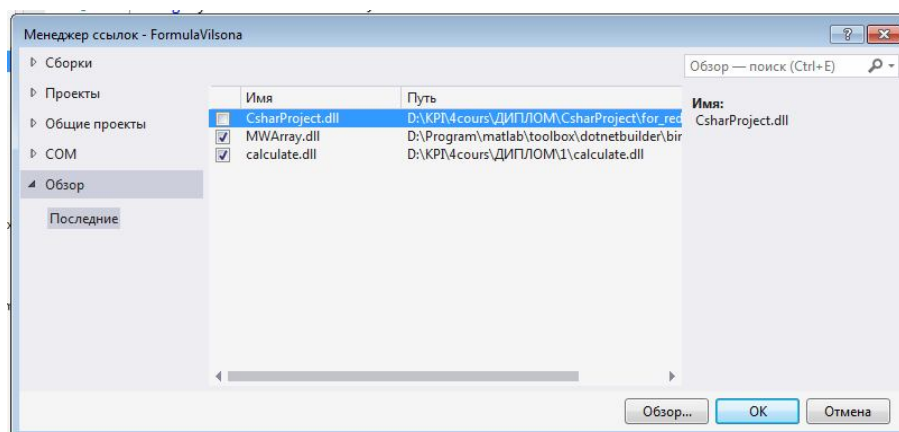 Менеджер ссылок - FormulaVilsona
Сборки
Проекты
Общие проекты
COM
Обзор
Последние
Имя Путь
CsharProject.dll D:\KPI\4cours\ДИПЛОМ\CsharProject\for_red
MWArray.dll D:\Program\matlab\toolbox\dotnetbuilder\bin
calculate.dll D:\KPI\4cours\ДИПЛОМ\1\calculate.dll
Обзор — поиск (Ctrl+E)
Имя:
CsharProject.dll
Обзор... OK Отмена